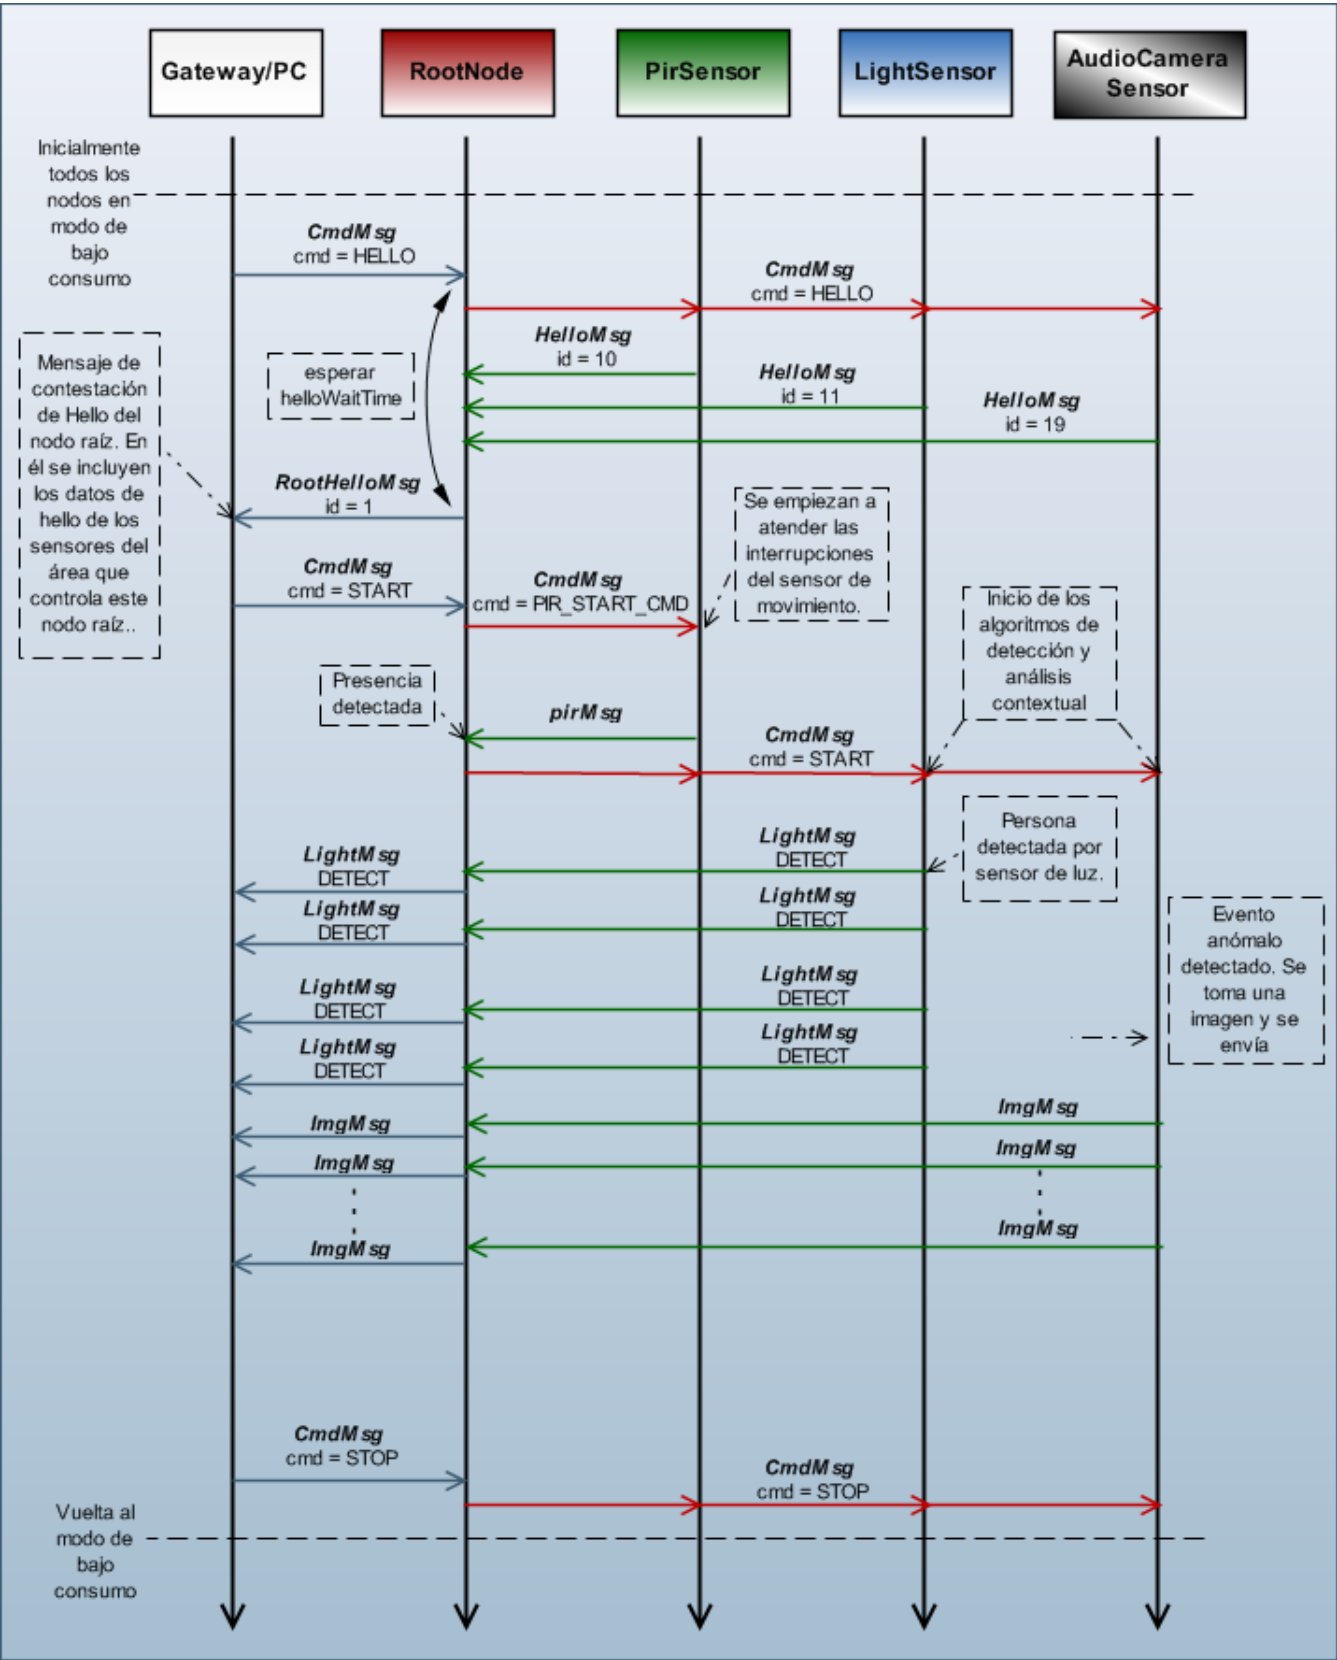 Gateway/PC
RootNode
PirSensor
LightSensor
AudioCamera
Sensor
Inicialmente
todos los
nodos en
modo de
bajo
consumo
CmdMsg
cmd = HELLO
CmdMsg
cmd = HELLO
HelloMsg
id = 10
HelloMsg
id = 11
HelloMsg
id = 19
esperar
helloWaitTime
Mensaje de
contestación
de Hello del
nodo raíz. En
él se incluyen
los datos de
hello de los
sensores del
área que
controla este
nodo raíz..
RootHelloMsg
id = 1
Se empiezan a
atender las
interrupciones
del sensor de
movimiento.
CmdMsg
cmd = START
CmdMsg
cmd = PIR_START_CMD
Inicio de los
algoritmos de
detección y
análisis
contextual
Presencia
detectada
pirMsg
CmdMsg
cmd = START
Persona
detectada por
sensor de luz.
LightMsg
DETECT
LightMsg
DETECT
LightMsg
DETECT
LightMsg
DETECT
Evento
anómalo
detectado. Se
toma una
imagen y se
envía
LightMsg
DETECT
LightMsg
DETECT
LightMsg
DETECT
LightMsg
DETECT
ImgMsg
ImgMsg
ImgMsg
ImgMsg
ImgMsg
ImgMsg
CmdMsg
cmd = STOP
CmdMsg
cmd = STOP
Vuelta al
modo de
bajo
consumo